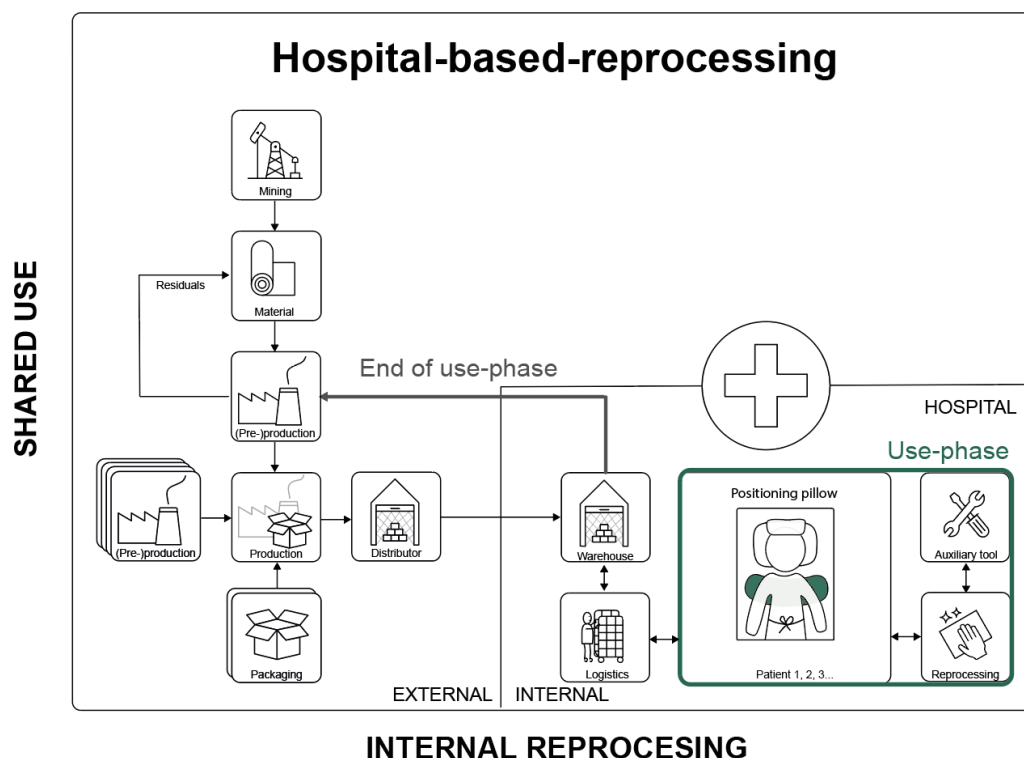 Hospital-based-reprocessing
Mining
Residuals
Material
End of use-phase
(Pre-)production
HOSPITAL
Use-phase
SHARED USE
(Pre-)production
Production
Distributor
Warehouse
Positioning pillow
Auxiliary tool
Packaging
Logistics
Patient 1, 2, 3...
Reprocessing
EXTERNAL
INTERNAL
INTERNAL REPROCESING